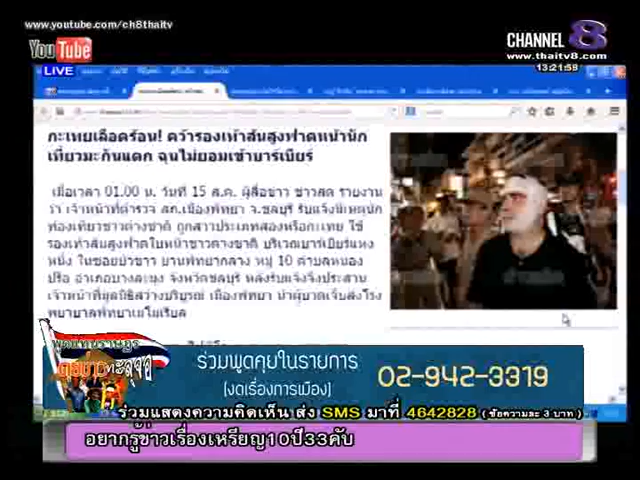 www.youtube.com/ch8thaitv
YouTube
LIVE
CHANNEL 8
www.thaitv8.com
13:21:58
กะเทยเลือดร้อน! คว้ารองเท้าส้นสูงฟาดหน้านัก
เที่ยวมะกันแตก ฉุนไม่ยอมเข้าบาร์เบียร์
เมื่อเวลา 01.00 น. วันที่ 15 ส.ค. ผู้สื่อข่าว ข่าวสด รายงาน
ว่า เจ้าหน้าที่ตำรวจ สภ.เมืองพัทยา จ.ชลบุรี รับแจ้งมีเหตุนัก
ท่องเที่ยวชาวต่างชาติ ถูกสาวประเภทสองหรือกะเทย ใช้
รองเท้าส้นสูงฟาดใบหน้าชาวต่างชาติ บริเวณบาร์เบียร์แห่ง
หนึ่ง ในซอยบัวขาว ย่านพัทยากลาง หมู่ 10 ตำบลหนอง
ปรือ อำเภอบางละมุง จังหวัดชลบุรี หลังรับแจ้งจึงประสาน
เจ้าหน้าที่มูลนิธิสว่างบริบูรณ์ เมืองพัทยา นำผู้บาดเจ็บส่งโรง
พยาบาลพัทยาเมโมเรียล
ร่วมพูดคุยในรายการ
(งดเรื่องการเมือง)
02-942-3319
ร่วมแสดงความคิดเห็น ส่ง SMS มาที่ 4642828 ( ข้อความละ 3 บาท )
อยากรู้ข่าวเรื่องเหรียญ10ปี33คับ